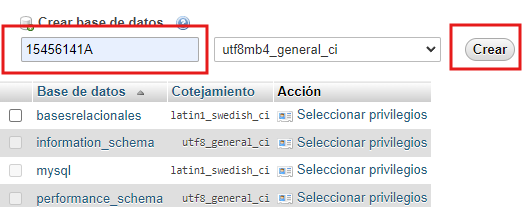 Crear base de datos
15456141A utf8mb4_general_ci Crear
Base de datos Cotejamiento Acción
basesrelacionales latin1_swedish_ci Seleccionar privilegios
information_schema utf8_general_ci Seleccionar privilegios
mysql latin1_swedish_ci Seleccionar privilegios
performance_schema utf8_general_ci Seleccionar privilegios